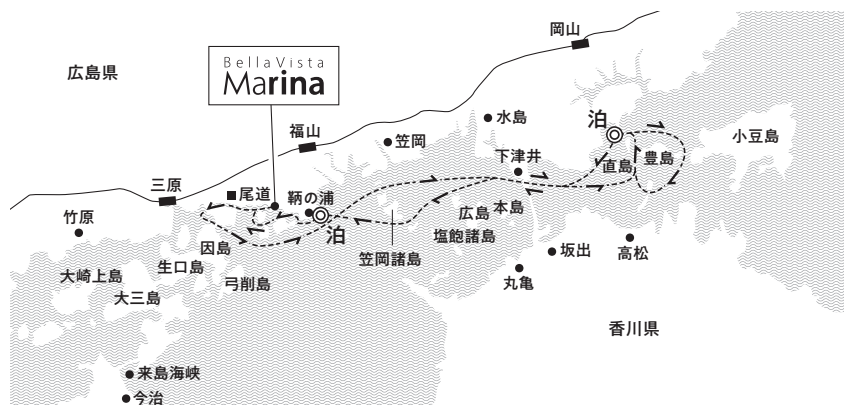 岡山
広島県
BellaVista
Marina
福山
水島
笠岡
泊
小豆島
下津井
直島
豊島
三原
尾道
鞆の浦
竹原
泊
広島
本島
因島
塩飽諸島
笠岡諸島
坂出
高松
生口島
大崎上島
弓削島
丸亀
大三島
香川県
来島海峡
今治